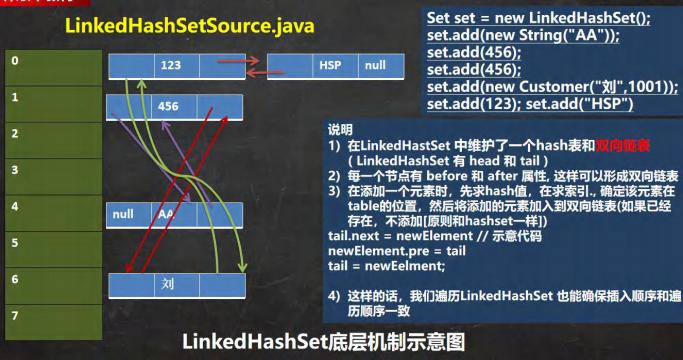 LinkedHashSetSource.java
Set set = new LinkedHashSet();
set.add(new String("AA"));
set.add(456);
set.add(456);
set.add(new Customer("刘",1001));
set.add(123); set.add("HSP")
0
123
HSP
null
1
456
2
3
4
null
AA
5
6
刘
7
说明
1) 在LinkedHastSet 中维护了一个hash表和双向链表
( LinkedHashSet 有 head 和 tail )
2) 每一个节点有 before 和 after 属性, 这样可以形成双向链表
3) 在添加一个元素时，先求hash值，在求索引., 确定该元素在
table的位置，然后将添加的元素加入到双向链表(如果已经
存在，不添加[原则和hashset一样])
tail.next = newElement // 示意代码
newElement.pre = tail
tail = newEelment;
4) 这样的话，我们遍历LinkedHashSet 也能确保插入顺序和遍
历顺序一致
LinkedHashSet底层机制示意图